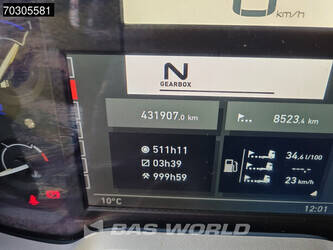 70305581
0 km/h
N
GEARBOX
431907,0 km
8523,4 km
511h11
03h39
999h59
34,6 l/100
--,-
23 km/h
10°C
12:01
BAS WORLD